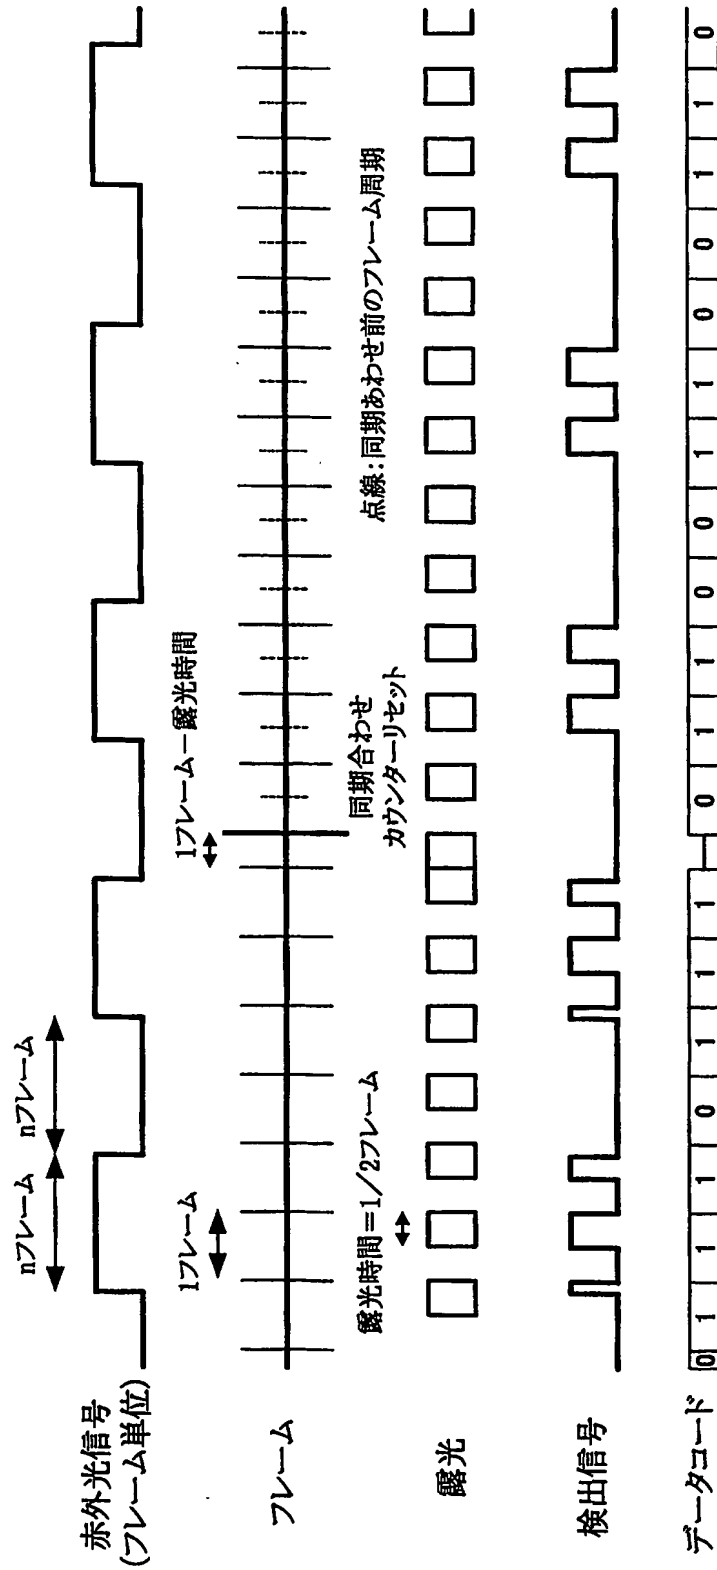 nフレーム nフレーム
赤外光信号
(フレーム単位)
1フレーム
1フレーム－露光時間
フレーム
同期合わせ
カウンターリセット
点線:同期あわせ前のフレーム周期
露光時間=1/2フレーム
露光
検出信号
データコード 0 1 1 1 0 1 1 1 0 1 1 0 0 1 1 0 0 1 1 0